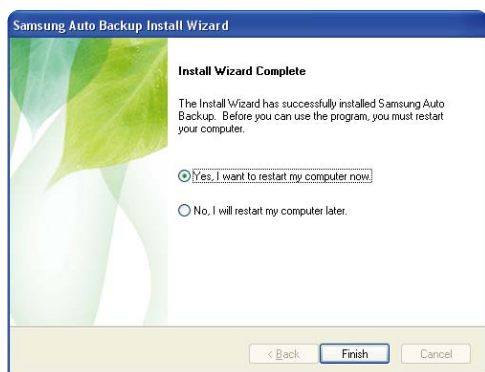 Samsung Auto Backup Install Wizard
Install Wizard Complete
The Install Wizard has successfully installed Samsung Auto
Backup. Before you can use the program, you must restart
your computer.
Yes, I want to restart my computer now.
No, I will restart my computer later.
< Back Finish Cancel